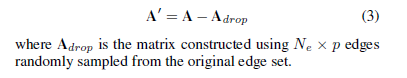 A′ = A − A_drop (3)
where A_drop is the matrix constructed using N_e × p edges
randomly sampled from the original edge set.